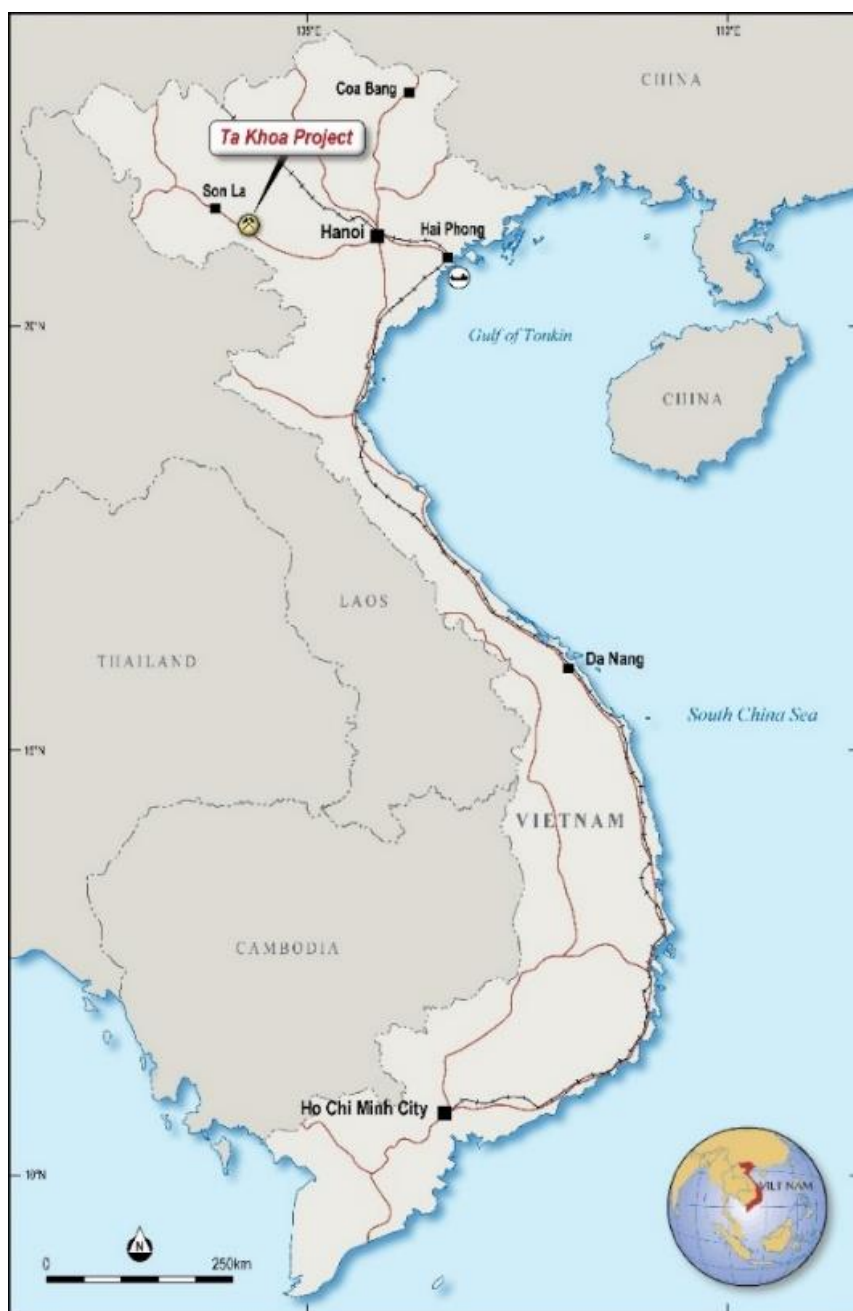 105°E
110°E
CHINA
Coa Bang
Ta Khoa Project
Son La
Hanoi
Hai Phong
20°N
Gulf of Tonkin
CHINA
LAOS
THAILAND
Da Nang
South China Sea
15°N
VIETNAM
CAMBODIA
Ho Chi Minh City
10°N
VIET NAM
N
0
250km